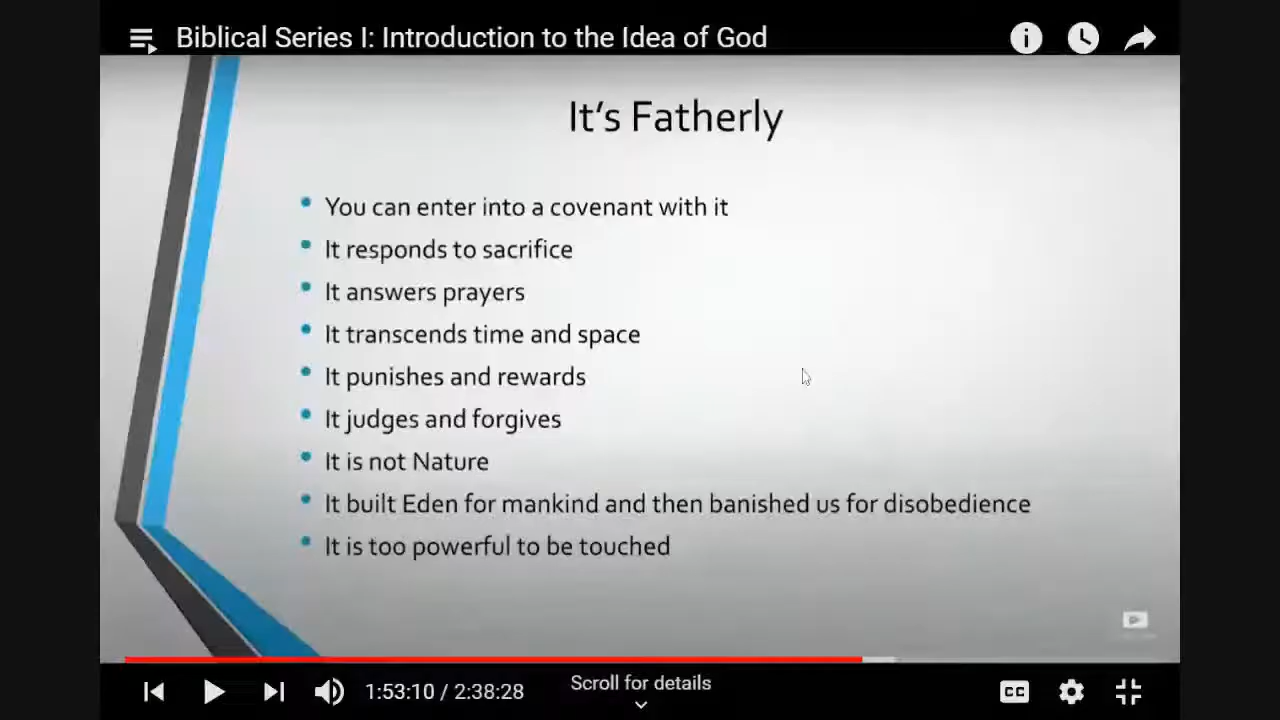 Biblical Series I: Introduction to the Idea of God
It's Fatherly
You can enter into a covenant with it
It responds to sacrifice
It answers prayers
It transcends time and space
It punishes and rewards
It judges and forgives
It is not Nature
It built Eden for mankind and then banished us for disobedience
It is too powerful to be touched
1:53:10 / 2:38:28
Scroll for details
CC